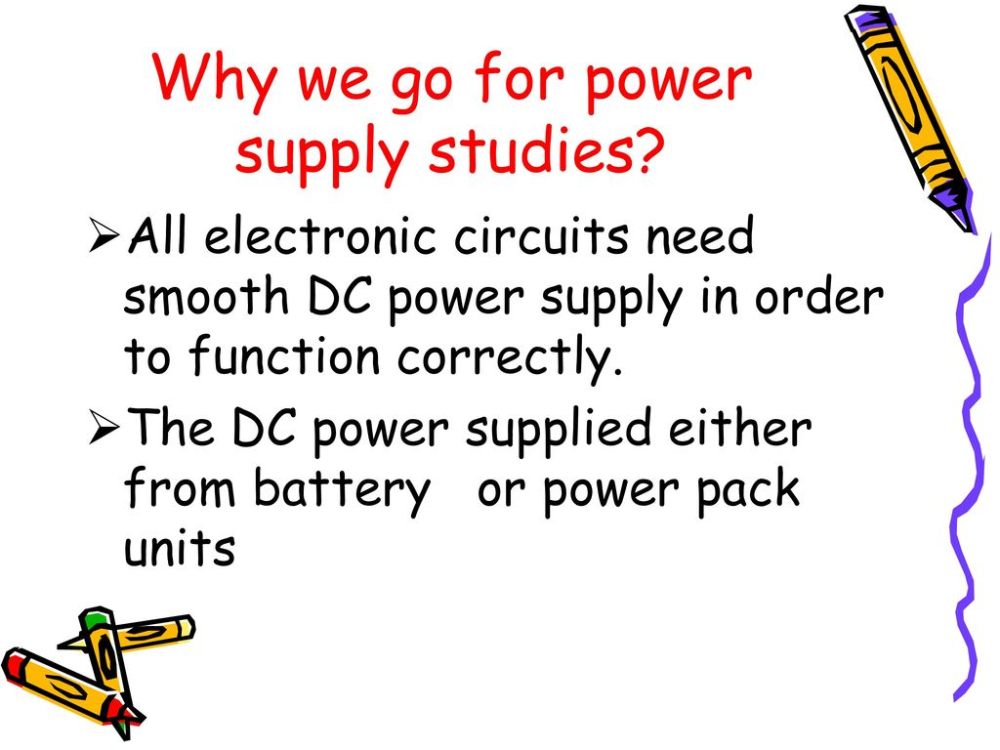 Why we go for power
supply studies?
➢All electronic circuits need
smooth DC power supply in order
to function correctly.
➢The DC power supplied either
from battery   or power pack
units